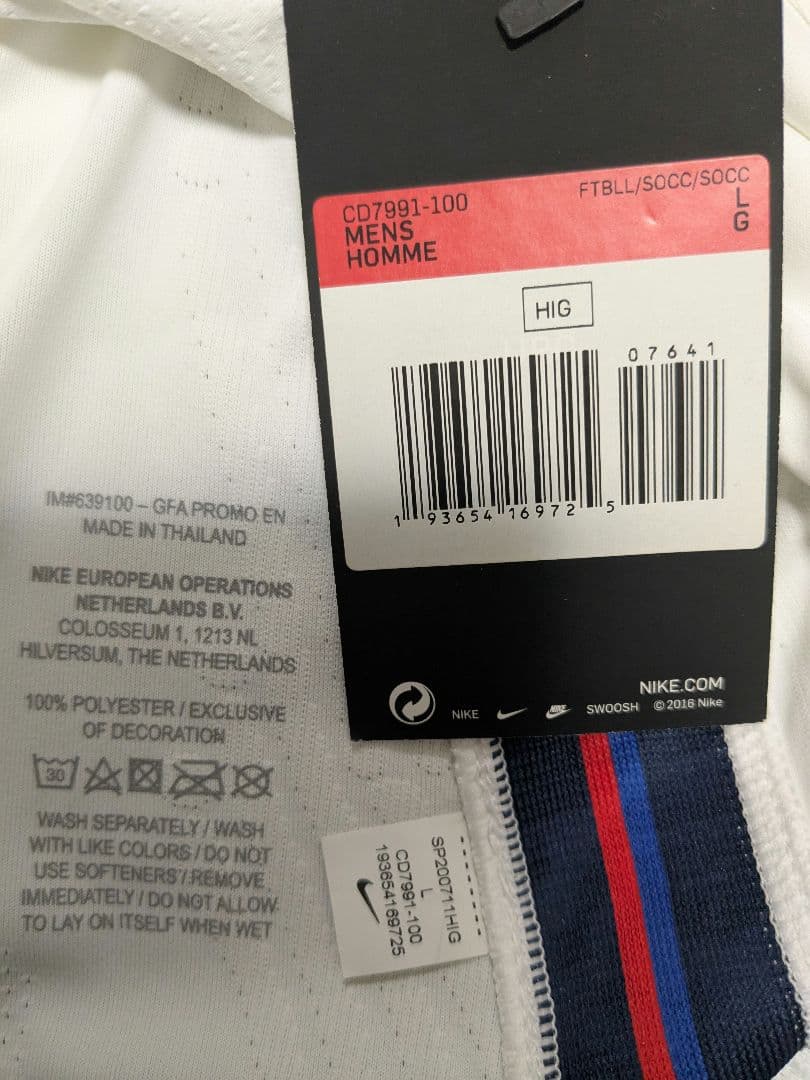 CD7991-100
MENS
HOMME
FTBLL/SOCC/SOCC
L
G
HIG
07641
1 93654 16972 5
NIKE.COM
NIKE NIKE SWOOSH © 2016 Nike
IM#639100 – GFA PROMO EN
MADE IN THAILAND
NIKE EUROPEAN OPERATIONS
NETHERLANDS B.V.
COLOSSEUM 1, 1213 NL
HILVERSUM, THE NETHERLANDS
100% POLYESTER / EXCLUSIVE
OF DECORATION
30
WASH SEPARATELY / WASH
WITH LIKE COLORS / DO NOT
USE SOFTENERS / REMOVE
IMMEDIATELY / DO NOT ALLOW
TO LAY ON ITSELF WHEN WET
SP200711HIG
L
CD7991-100
193654169725